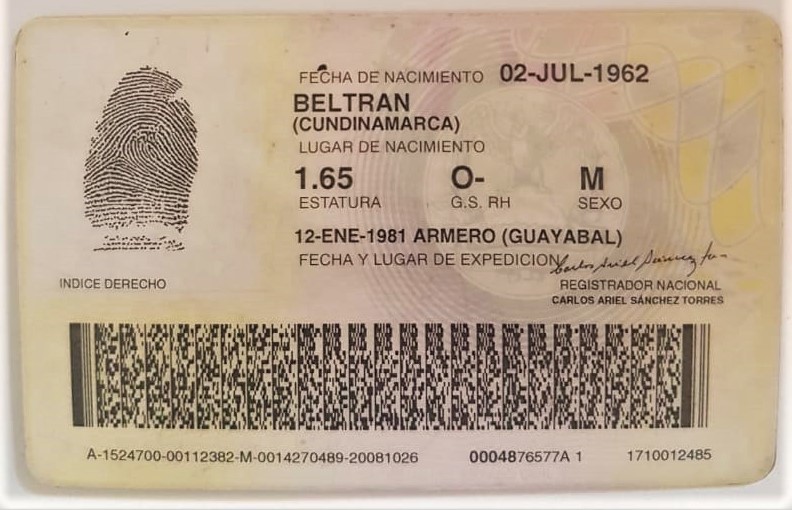 FECHA DE NACIMIENTO 02-JUL-1962
BELTRAN
(CUNDINAMARCA)
LUGAR DE NACIMIENTO
1.65 O- M
ESTATURA G.S. RH SEXO
12-ENE-1981 ARMERO (GUAYABAL)
FECHA Y LUGAR DE EXPEDICION
INDICE DERECHO
REGISTRADOR NACIONAL
CARLOS ARIEL SÁNCHEZ TORRES
A-1524700-00112382-M-0014270489-20081026 0004876577A 1 1710012485